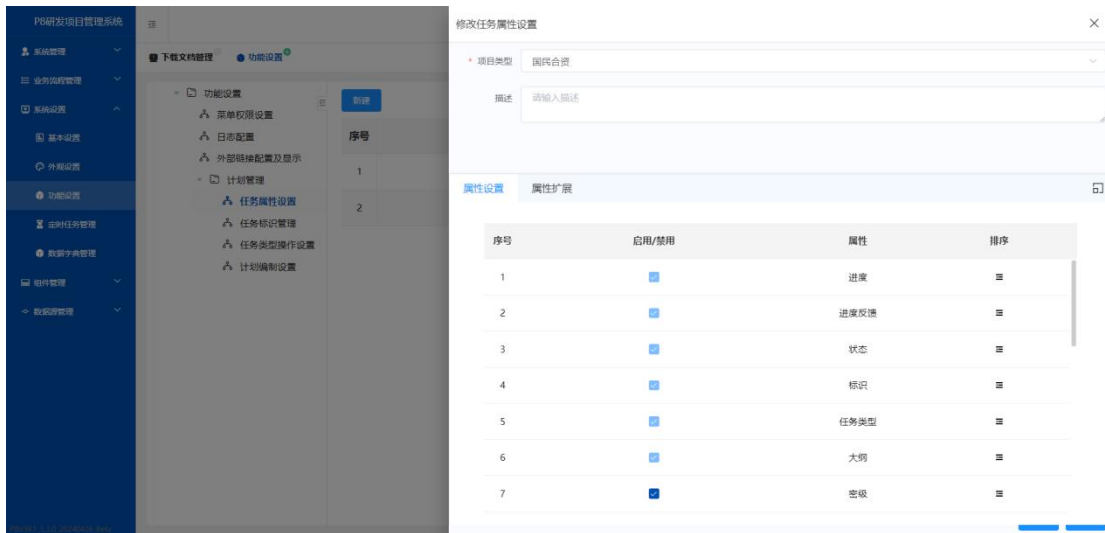 P8研发项目管理系统
修改任务属性设置
系统管理
下载文档管理
功能设置
* 项目类型
国民合资
业务流程管理
系统设置
功能设置
新建
描述
请输入描述
菜单权限设置
基本设置
日志配置
序号
外观设置
外部链接配置及显示
1
计划管理
功能设置
任务属性设置
2
属性设置
属性扩展
定时任务管理
任务标识管理
数据字典管理
任务类型操作设置
计划编制设置
组件管理
数据源管理
序号
启用/禁用
属性
排序
1
进度
2
进度反馈
3
状态
4
标识
5
任务类型
6
大纲
7
密级